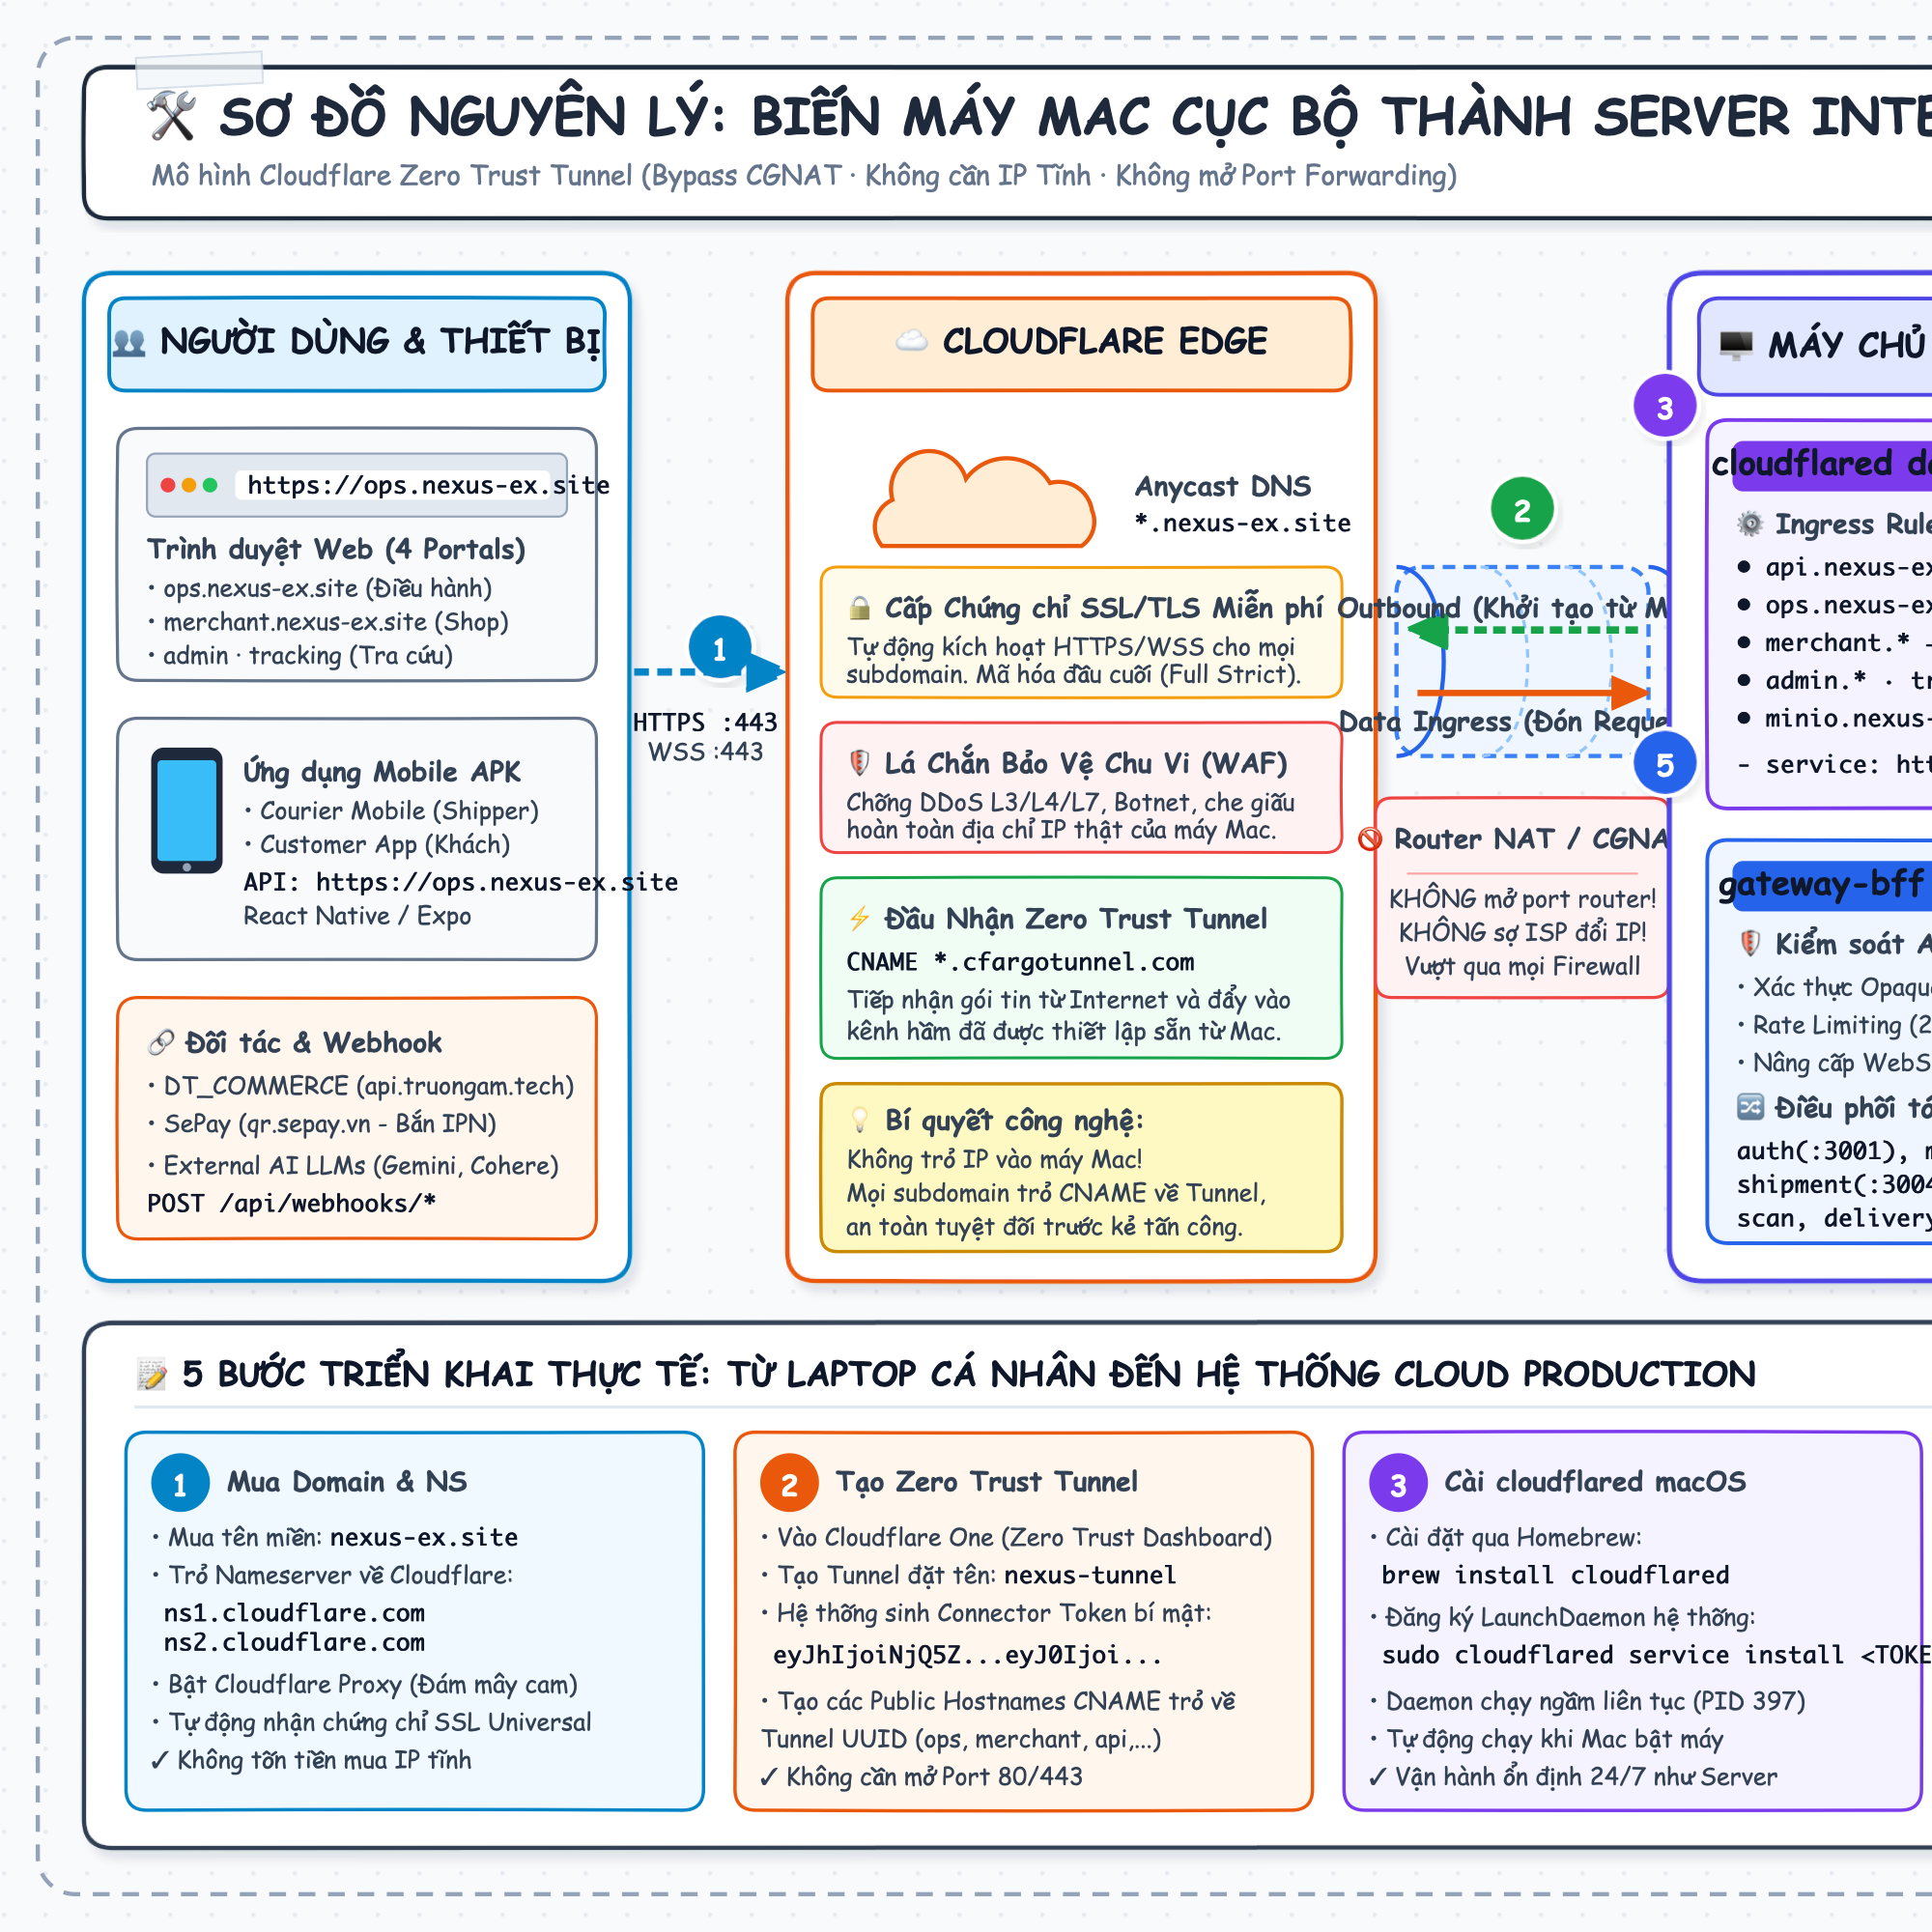 🛠️ SƠ ĐỒ NGUYÊN LÝ: BIẾN MÁY MAC CỤC BỘ THÀNH SERVER INTE
Mô hình Cloudflare Zero Trust Tunnel (Bypass CGNAT · Không cần IP Tĩnh · Không mở Port Forwarding)
👥 NGƯỜI DÙNG & THIẾT BỊ
https://ops.nexus-ex.site
Trình duyệt Web (4 Portals)
• ops.nexus-ex.site (Điều hành)
• merchant.nexus-ex.site (Shop)
• admin · tracking (Tra cứu)
Ứng dụng Mobile APK
• Courier Mobile (Shipper)
• Customer App (Khách)
API: https://ops.nexus-ex.site
React Native / Expo
🔗 Đối tác & Webhook
• DT_COMMERCE (api.truongam.tech)
• SePay (qr.sepay.vn - Bắn IPN)
• External AI LLMs (Gemini, Cohere)
POST /api/webhooks/*
1
HTTPS :443
WSS :443
☁️ CLOUDFLARE EDGE
Anycast DNS
*.nexus-ex.site
🔒 Cấp Chứng chỉ SSL/TLS Miễn phí
Tự động kích hoạt HTTPS/WSS cho mọi
subdomain. Mã hóa đầu cuối (Full Strict).
🛡️ Lá Chắn Bảo Vệ Chu Vi (WAF)
Chống DDoS L3/L4/L7, Botnet, che giấu
hoàn toàn địa chỉ IP thật của máy Mac.
⚡ Đầu Nhận Zero Trust Tunnel
CNAME *.cfargotunnel.com
Tiếp nhận gói tin từ Internet và đẩy vào
kênh hầm đã được thiết lập sẵn từ Mac.
💡 Bí quyết công nghệ:
Không trỏ IP vào máy Mac!
Mọi subdomain trỏ CNAME về Tunnel,
an toàn tuyệt đối trước kẻ tấn công.
2
Outbound (Khởi tạo từ M
Data Ingress (Đón Reque
🚫 Router NAT / CGNA
KHÔNG mở port router!
KHÔNG sợ ISP đổi IP!
Vượt qua mọi Firewall
🖥️ MÁY CHỦ
3
cloudflared da
⚙️ Ingress Rule
● api.nexus-ex
● ops.nexus-ex
● merchant.* -
● admin.* · tr
● minio.nexus-
- service: htt
5
gateway-bff
🛡️ Kiểm soát A
• Xác thực Opaqu
• Rate Limiting (2
• Nâng cấp WebS
🔀 Điều phối tớ
auth(:3001), m
shipment(:3004
scan, delivery
📝 5 BƯỚC TRIỂN KHAI THỰC TẾ: TỪ LAPTOP CÁ NHÂN ĐẾN HỆ THỐNG CLOUD PRODUCTION
1 Mua Domain & NS
• Mua tên miền: nexus-ex.site
• Trỏ Nameserver về Cloudflare:
ns1.cloudflare.com
ns2.cloudflare.com
• Bật Cloudflare Proxy (Đám mây cam)
• Tự động nhận chứng chỉ SSL Universal
✓ Không tốn tiền mua IP tĩnh
2 Tạo Zero Trust Tunnel
• Vào Cloudflare One (Zero Trust Dashboard)
• Tạo Tunnel đặt tên: nexus-tunnel
• Hệ thống sinh Connector Token bí mật:
eyJhIjoiNjQ5Z...eyJ0Ijoi...
• Tạo các Public Hostnames CNAME trỏ về
Tunnel UUID (ops, merchant, api,...)
✓ Không cần mở Port 80/443
3 Cài cloudflared macOS
• Cài đặt qua Homebrew:
brew install cloudflared
• Đăng ký LaunchDaemon hệ thống:
sudo cloudflared service install <TOKE
• Daemon chạy ngầm liên tục (PID 397)
• Tự động chạy khi Mac bật máy
✓ Vận hành ổn định 24/7 như Server